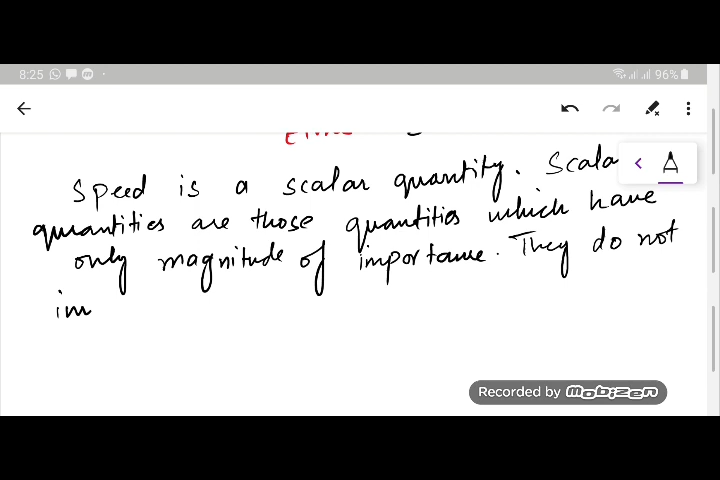 8:25
96%
Speed is a scalar quantity. Scala
quantities are those quantities which have
only magnitude of importance. They do not
im
Recorded by mobizen